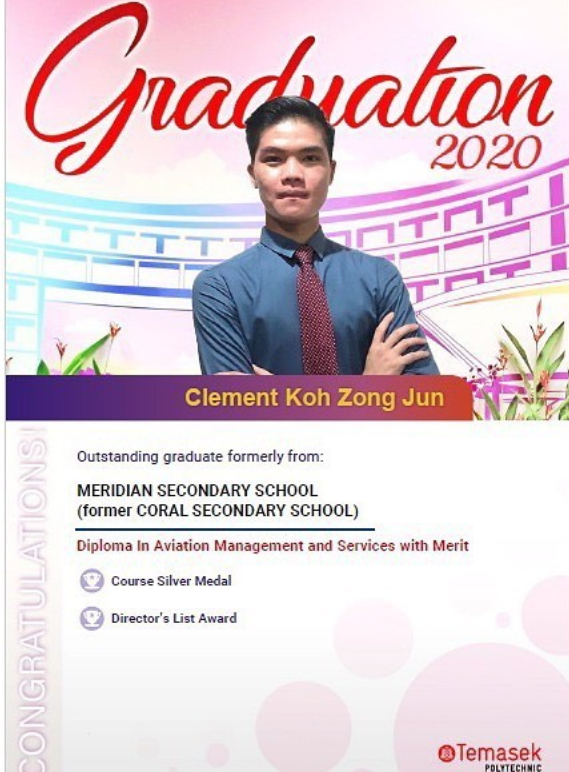 Graduation
2020
Clement Koh Zong Jun
CONGRATULATIONS!
Outstanding graduate formerly from:
MERIDIAN SECONDARY SCHOOL
(former CORAL SECONDARY SCHOOL)
Diploma In Aviation Management and Services with Merit
Course Silver Medal
Director's List Award
Temasek
POLYTECHNIC